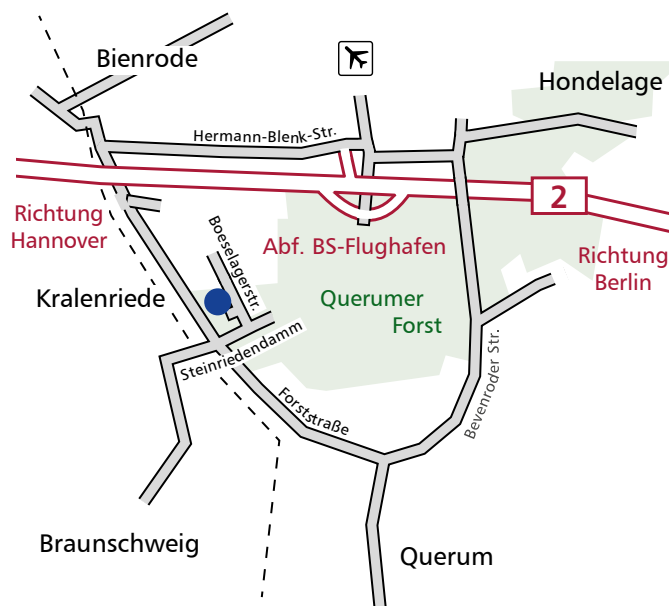 Bienrode
Hondelage
Hermann-Blenk-Str.
2
Richtung
Hannover
Boeselagerstr.
Abf. BS-Flughafen
Richtung
Berlin
Kralenriede
Querumer
Forst
Steinriedendamm
Bevenroder Str.
Forststraße
Braunschweig
Querum